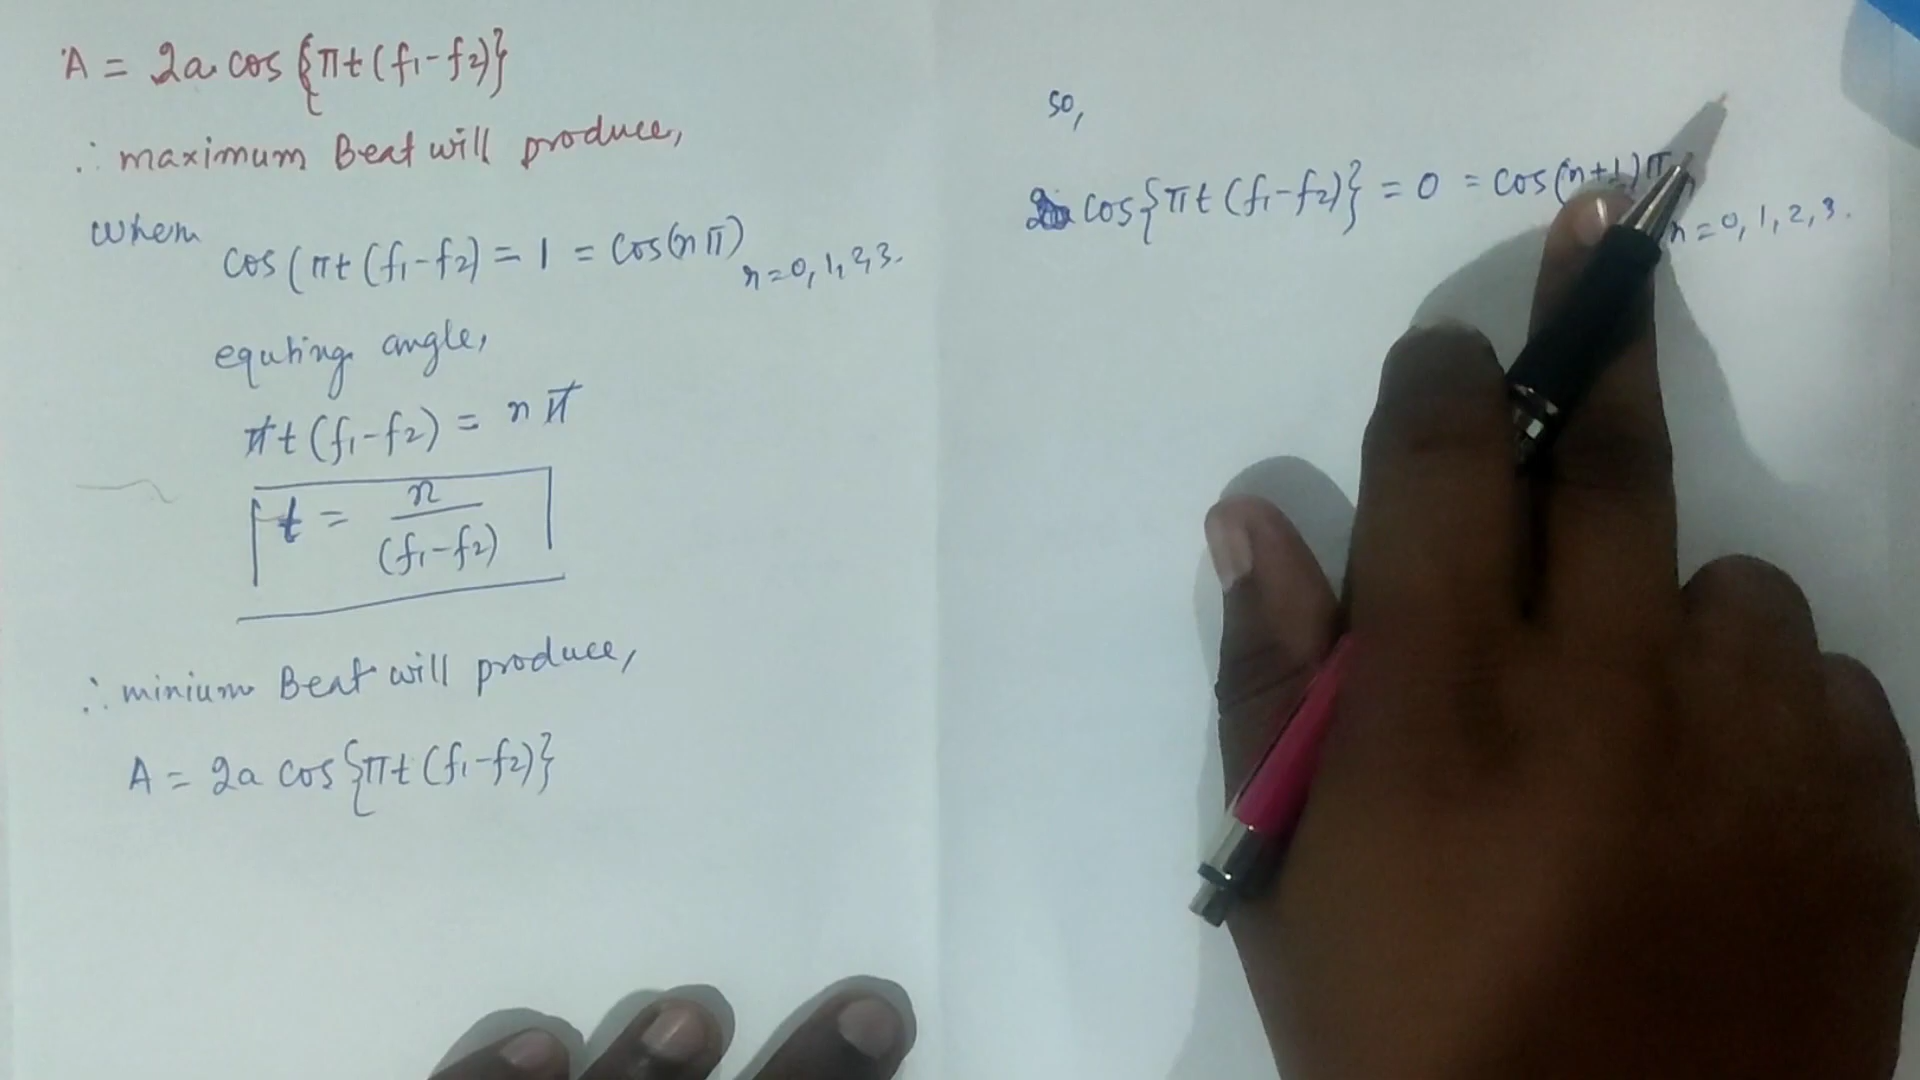 A = 2a cos {πt(f1-f2)}
∴ maximum Beat will produce,
when
cos (πt (f1-f2) = 1 = cos(nπ)
n=0, 1, 2, 3.
equting angle,
πt (f1-f2) = nπ
t = n / (f1-f2)
∴ minium Beat will produce,
A = 2a cos {πt (f1-f2)}
so,
cos{πt (f1-f2)} = 0 = cos(n+ )π
n=0, 1, 2, 3.